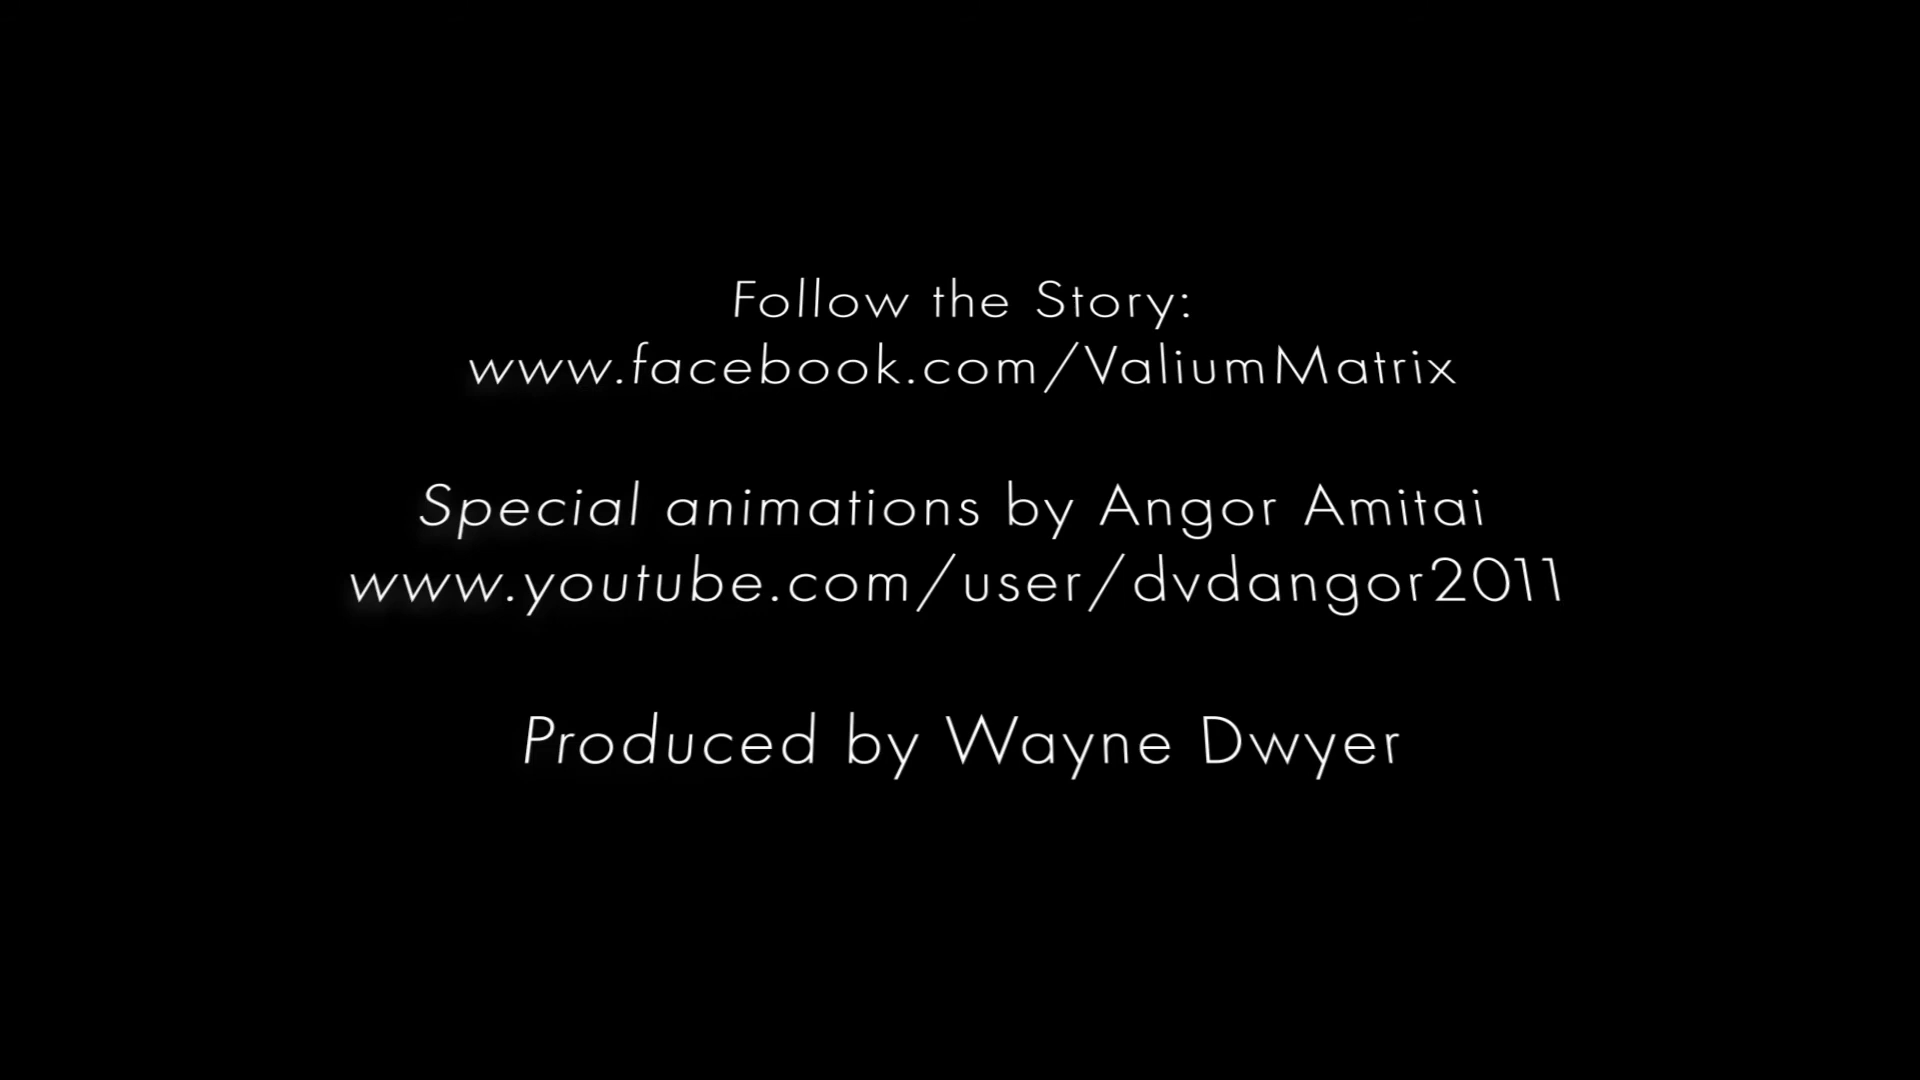 Follow the Story:
www.facebook.com/ValiumMatrix
Special animations by Angor Amitai
www.youtube.com/user/dvdangor2011
Produced by Wayne Dwyer